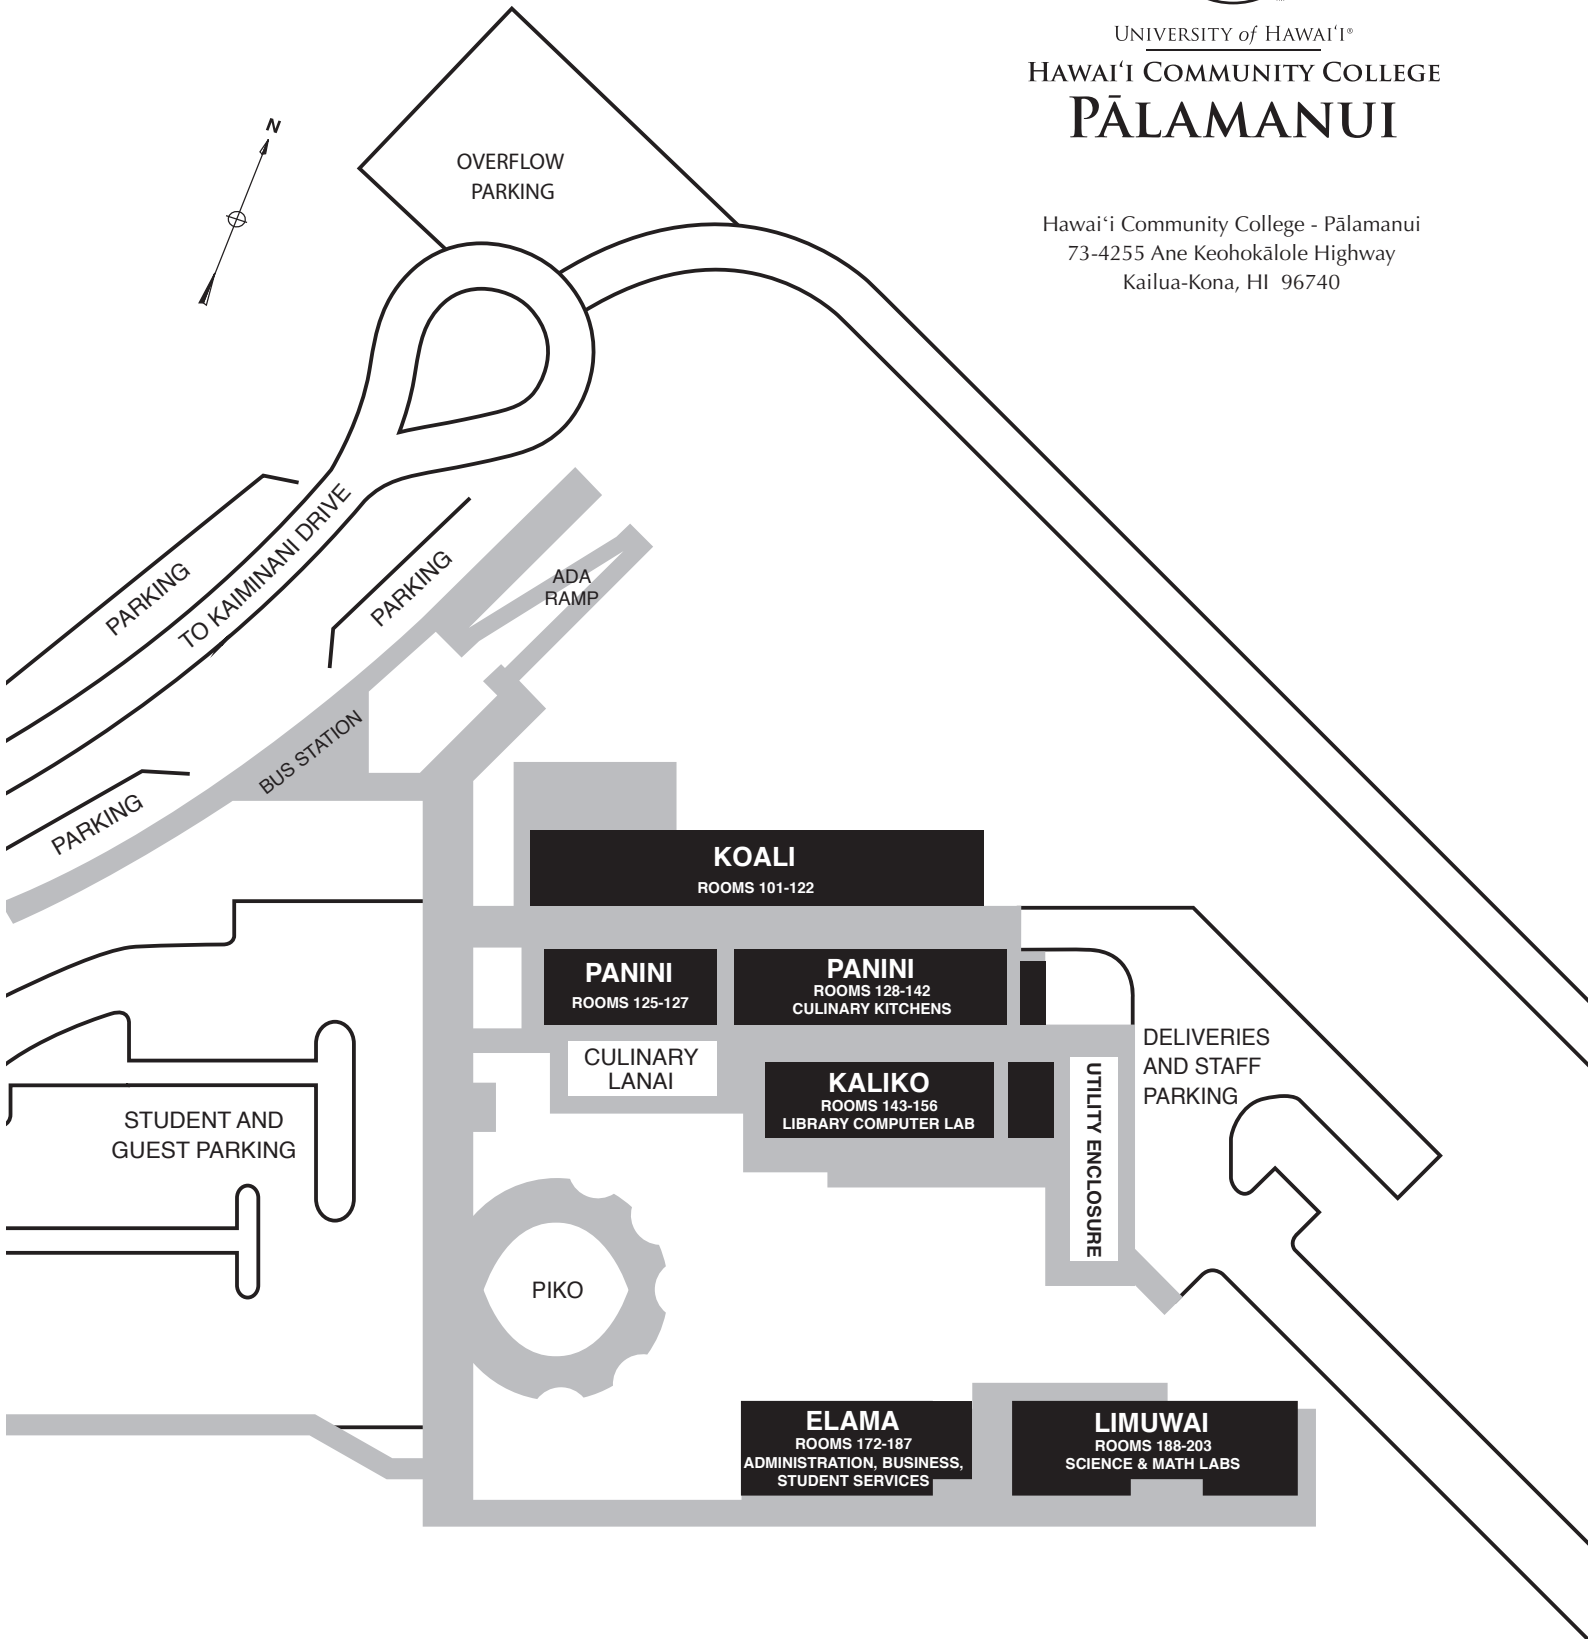 UNIVERSITY of HAWAIʻI®
HAWAIʻI COMMUNITY COLLEGE
PĀLAMANUI
Hawaiʻi Community College - Pālamanui
73-4255 Ane Keohokālole Highway
Kailua-Kona, HI 96740
N
OVERFLOW
PARKING
PARKING
TO KAIMINANI DRIVE
PARKING
ADA
RAMP
BUS STATION
PARKING
KOALI
ROOMS 101-122
PANINI
ROOMS 125-127
PANINI
ROOMS 128-142
CULINARY KITCHENS
CULINARY
LANAI
KALIKO
ROOMS 143-156
LIBRARY COMPUTER LAB
UTILITY ENCLOSURE
DELIVERIES
AND STAFF
PARKING
STUDENT AND
GUEST PARKING
PIKO
ELAMA
ROOMS 172-187
ADMINISTRATION, BUSINESS,
STUDENT SERVICES
LIMUWAI
ROOMS 188-203
SCIENCE & MATH LABS